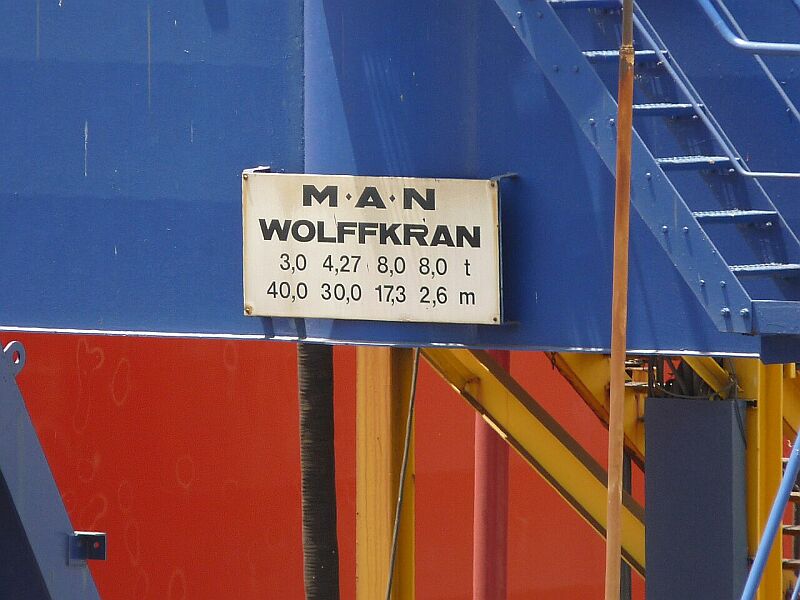 M·A·N
WOLFFKRAN
3,0 4,27 8,0 8,0 t
40,0 30,0 17,3 2,6 m